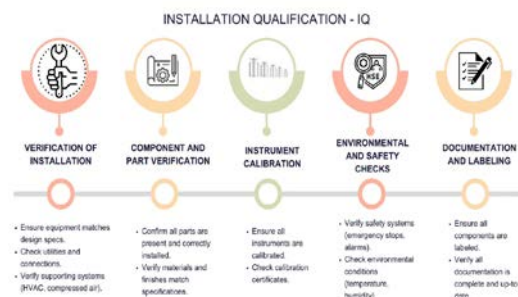 INSTALLATION QUALIFICATION - IQ
HSE
VERIFICATION OF
INSTALLATION
COMPONENT AND
PART VERIFICATION
INSTRUMENT
CALIBRATION
ENVIRONMENTAL
AND SAFETY
CHECKS
DOCUMENTATION
AND LABELING
• Ensure equipment matches
design specs.
• Check utilities and
connections.
• Verify supporting systems
(HVAC, compressed air).
• Confirm all parts are
present and correctly
installed.
• Verify materials and
finishes match
specifications.
• Ensure all
instruments are
calibrated.
• Check calibration
certificates.
• Verify safety systems
(emergency stops,
alarms).
• Check environmental
conditions
(temperature,
humidity)
• Ensure all
components are
labeled.
• Verify all
documentation is
complete and up-to